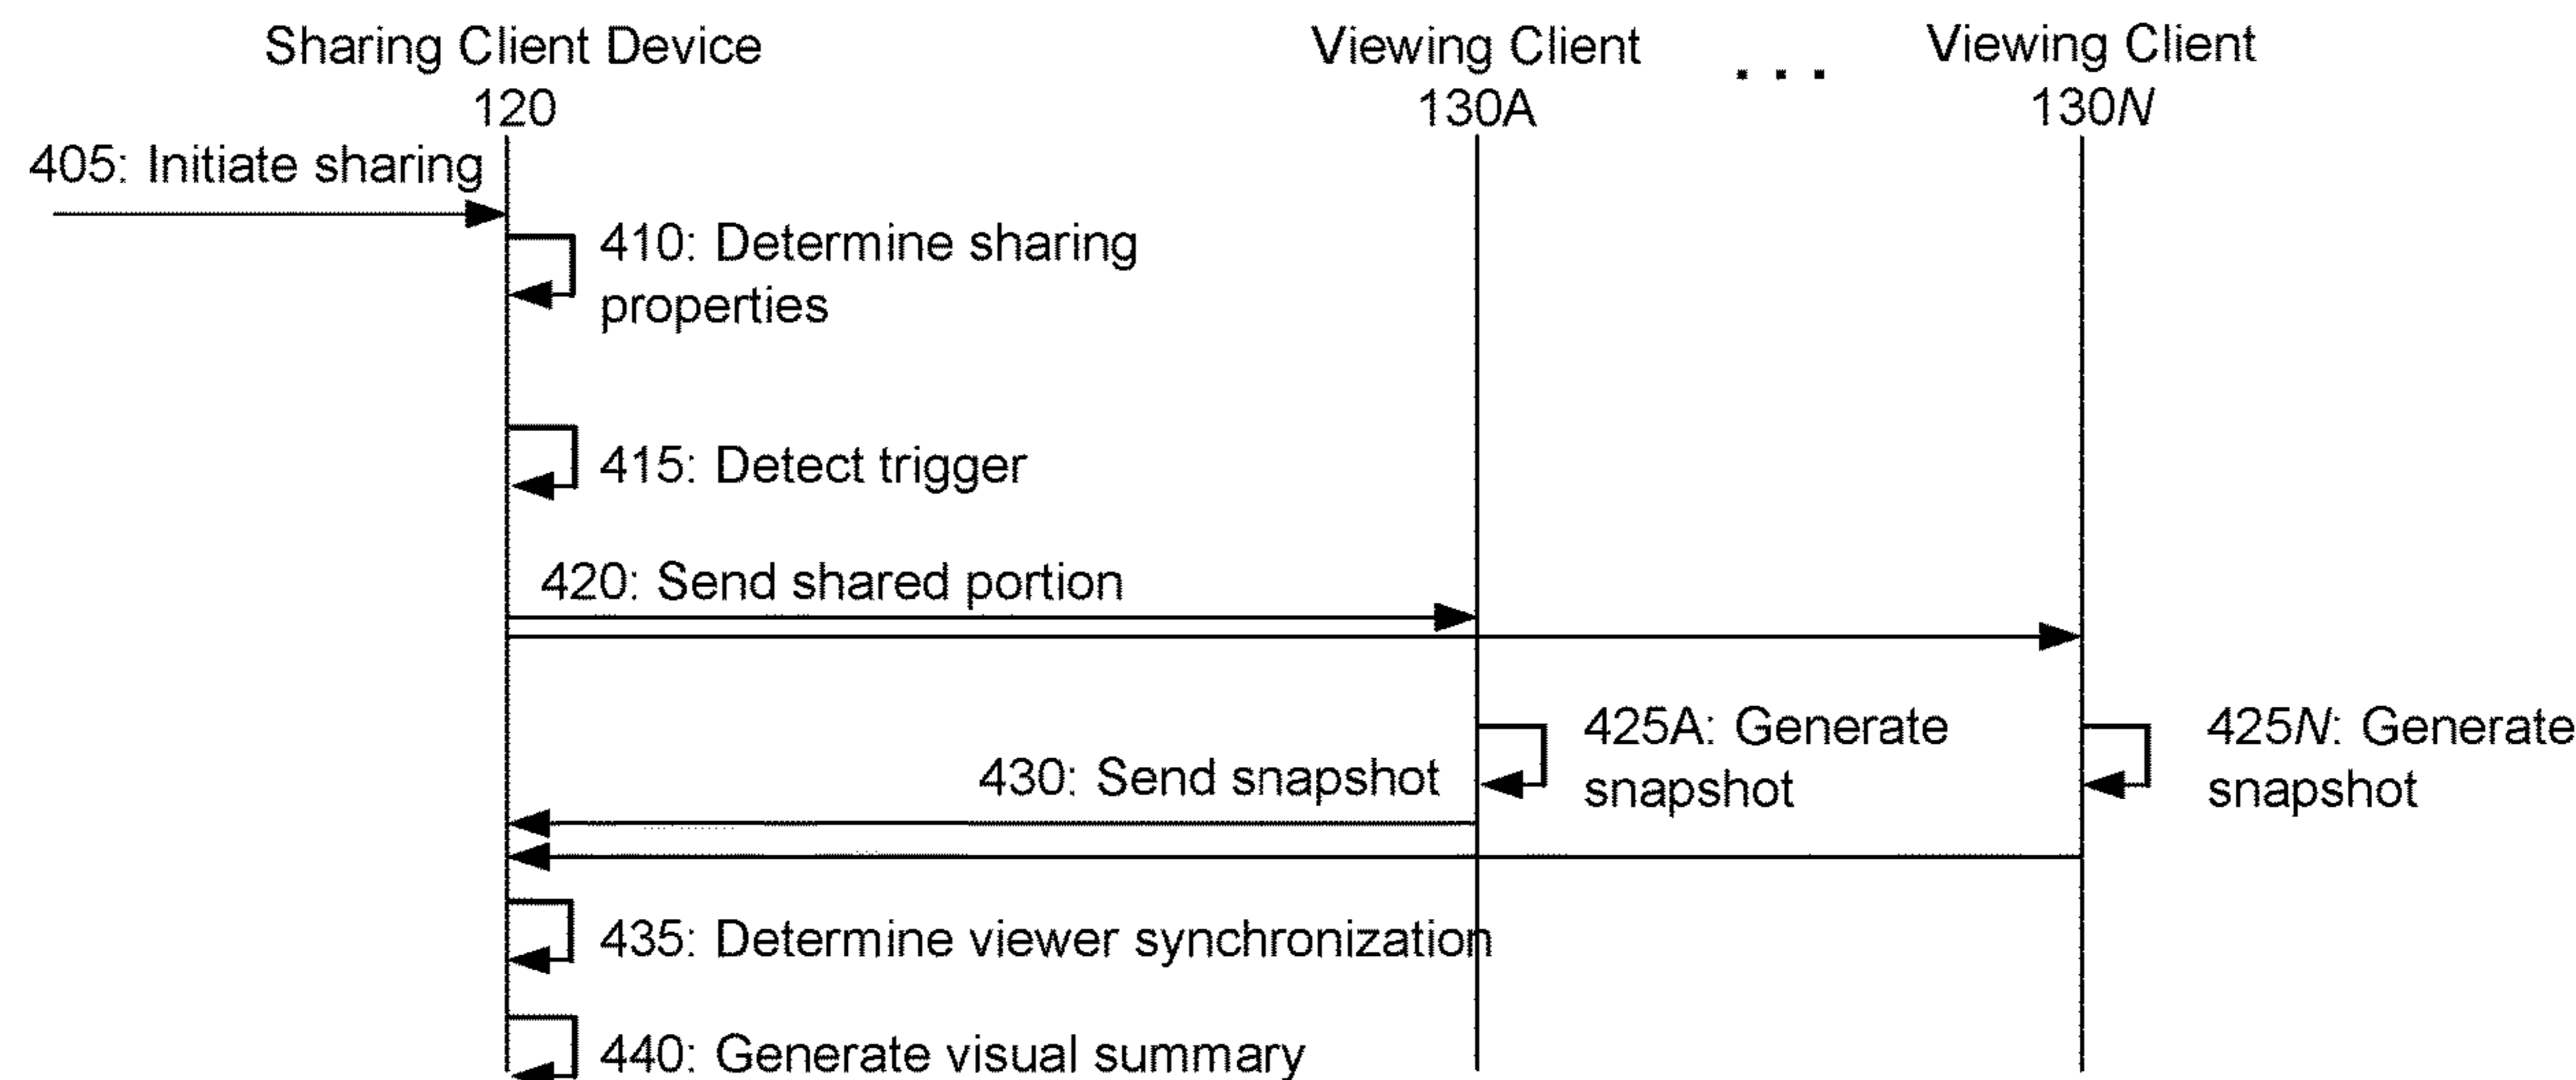 Sharing Client Device
120
Viewing Client
130A
. . .
Viewing Client
130N
405: Initiate sharing
410: Determine sharing
properties
415: Detect trigger
420: Send shared portion
425A: Generate
snapshot
425N: Generate
snapshot
430: Send snapshot
435: Determine viewer synchronization
440: Generate visual summary